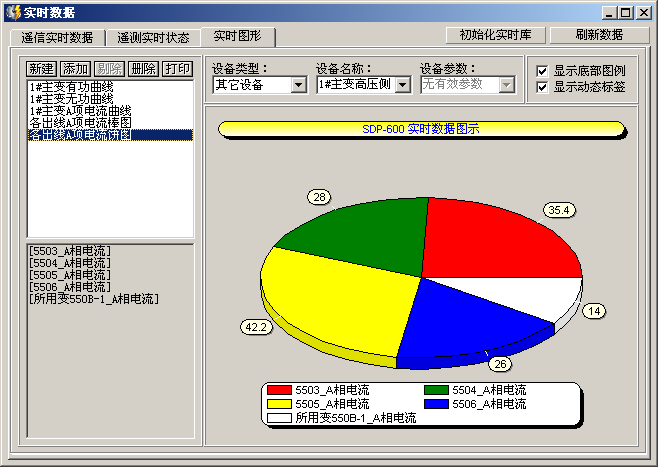 实时数据
遥信实时数据 遥测实时状态 实时图形 初始化实时库 刷新数据
新建 添加 剔除 删除 打印
1#主变有功曲线
1#主变无功曲线
1#主变A项电流曲线
各出线A项电流棒图
各出线A项电流饼图
[5503_A相电流]
[5504_A相电流]
[5505_A相电流]
[5506_A相电流]
[所用变550B-1_A相电流]
设备类型： 设备名称： 设备参数：
其它设备 1#主变高压侧 无有效参数
显示底部图例
显示动态标签
SDP-600 实时数据图示
28
35.4
42.2
14
26
5503_A相电流 5504_A相电流
5505_A相电流 5506_A相电流
所用变550B-1_A相电流